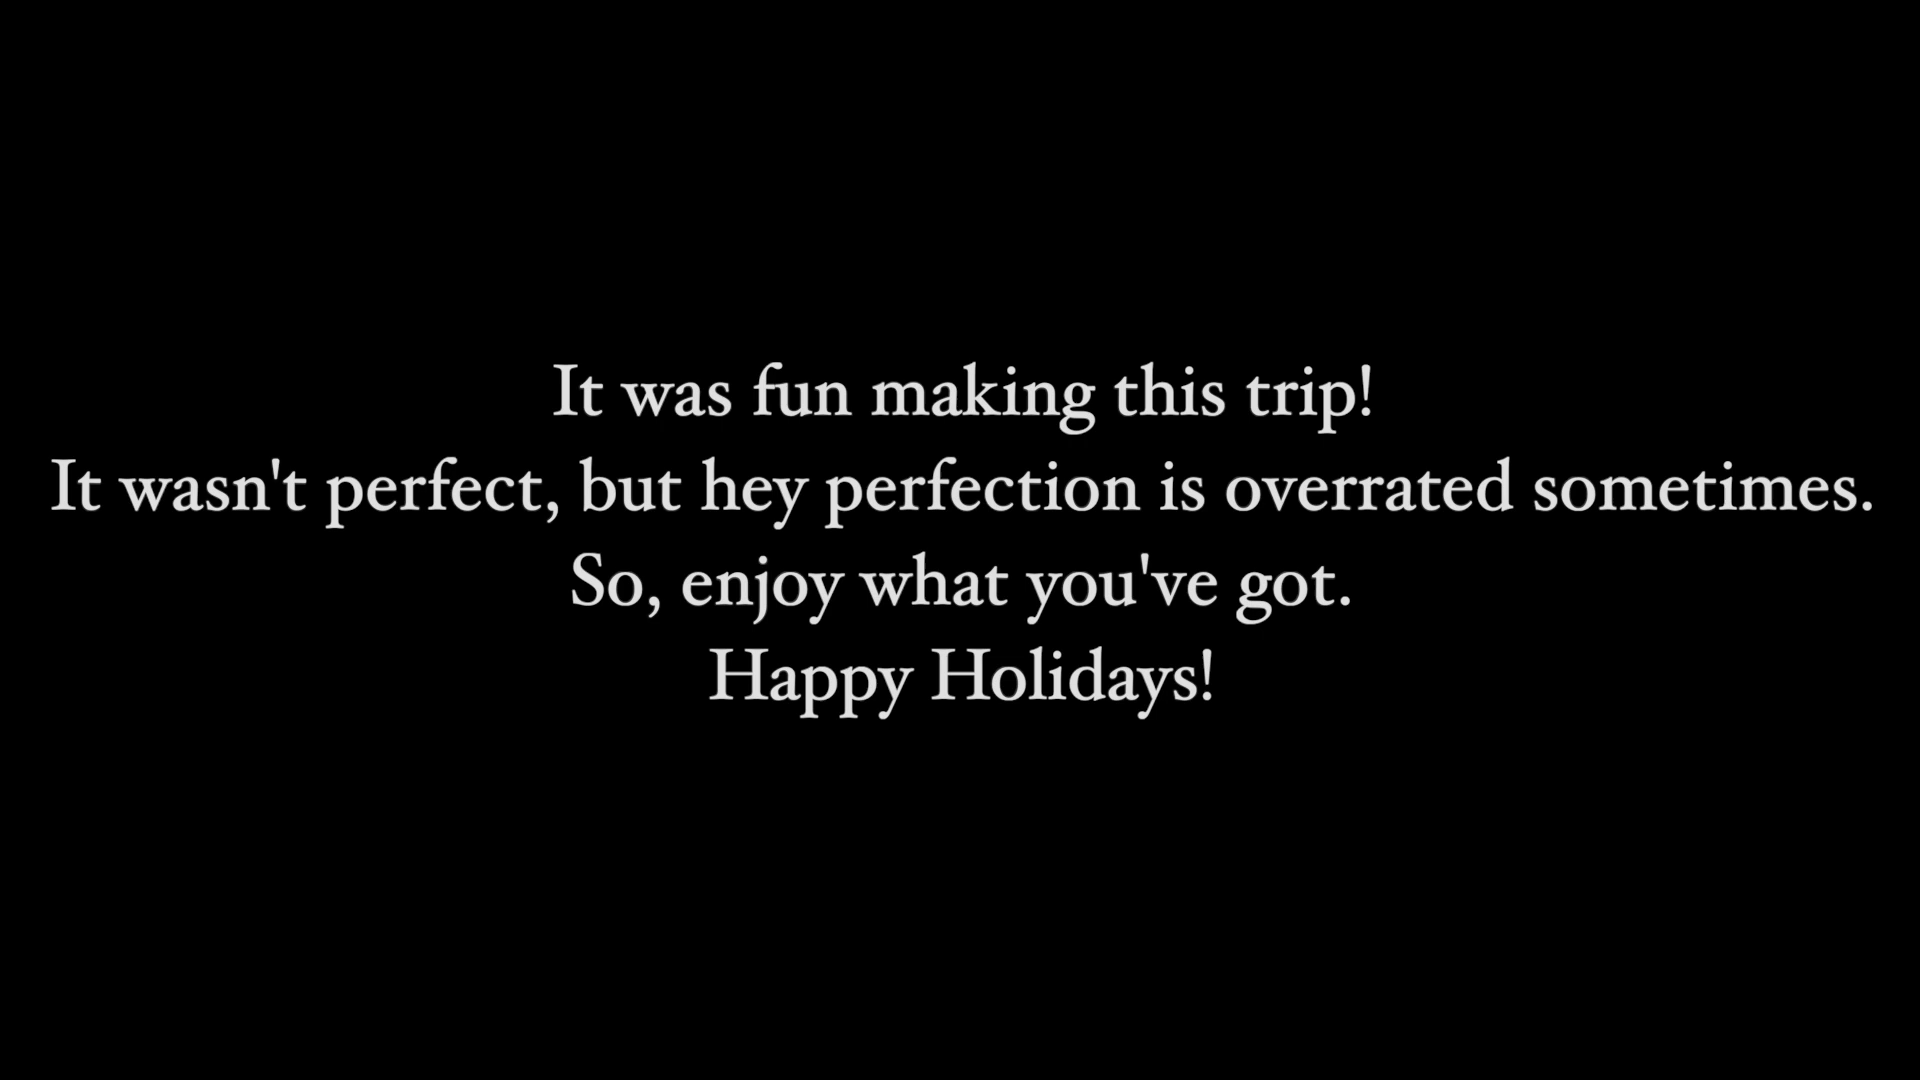 It was fun making this trip!
It wasn't perfect, but hey perfection is overrated sometimes.
So, enjoy what you've got.
Happy Holidays!